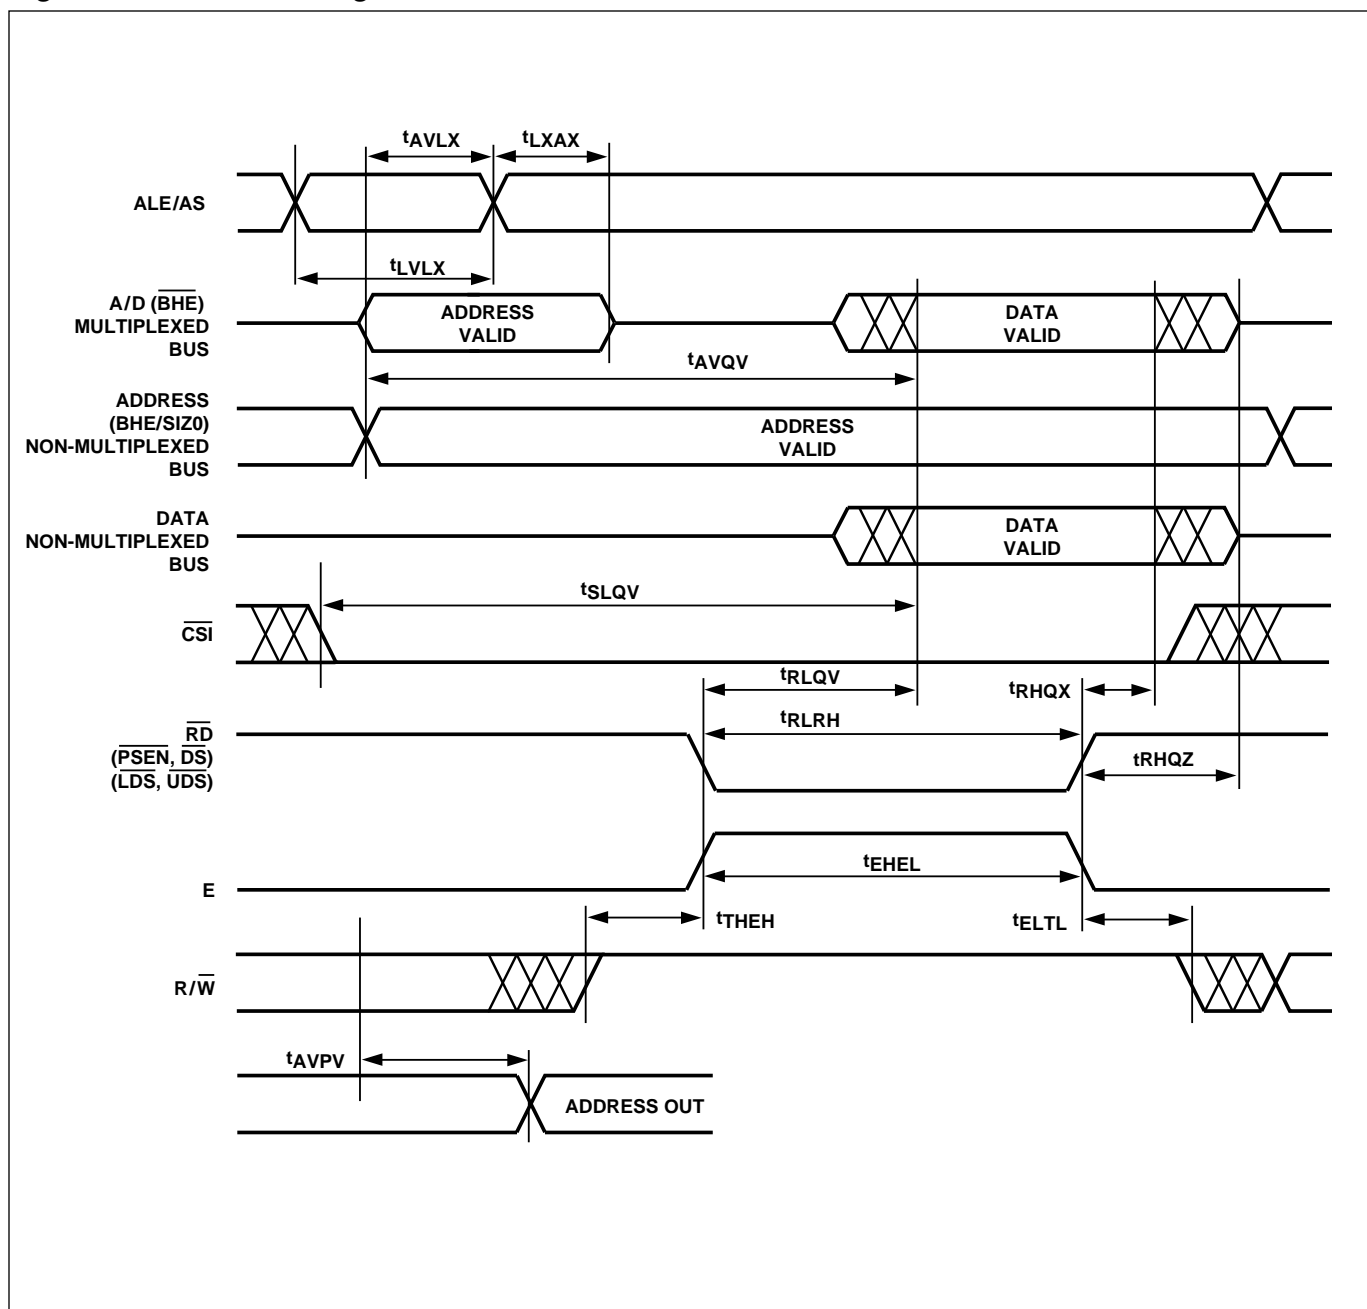 tAVLX tLXAX
ALE/AS
tLVLX
A/D (BHE)
MULTIPLEXED
BUS
ADDRESS
VALID
DATA
VALID
tAVQV
ADDRESS
(BHE/SIZ0)
NON-MULTIPLEXED
BUS
ADDRESS
VALID
DATA
NON-MULTIPLEXED
BUS
DATA
VALID
tSLQV
CSI
tRLQV tRHQX
tRLRH
RD
(PSEN, DS)
(LDS, UDS)
tRHQZ
tEHEL
E
tTHEH tELTL
R/W
tAVPV
ADDRESS OUT